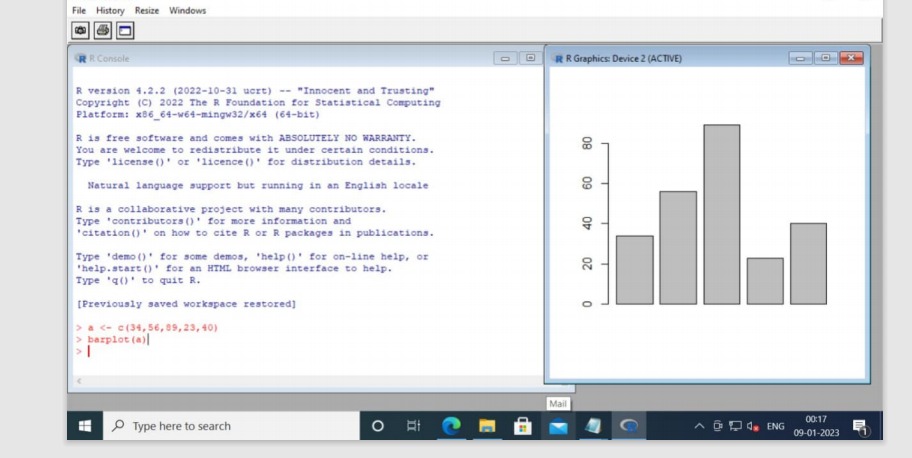 File History Resize Windows
R Console
R version 4.2.2 (2022-10-31 ucrt) -- "Innocent and Trusting"
Copyright (C) 2022 The R Foundation for Statistical Computing
Platform: x86_64-w64-mingw32/x64 (64-bit)
R is free software and comes with ABSOLUTELY NO WARRANTY.
You are welcome to redistribute it under certain conditions.
Type 'license()' or 'licence()' for distribution details.
Natural language support but running in an English locale
R is a collaborative project with many contributors.
Type 'contributors()' for more information and
'citation()' on how to cite R or R packages in publications.
Type 'demo()' for some demos, 'help()' for on-line help, or
'help.start()' for an HTML browser interface to help.
Type 'q()' to quit R.
[Previously saved workspace restored]
> a <- c(34,56,89,23,40)
> barplot(a)
>
R Graphics: Device 2 (ACTIVE)
80
60
40
20
0
Mail
Type here to search
ENG
00:17
09-01-2023
1